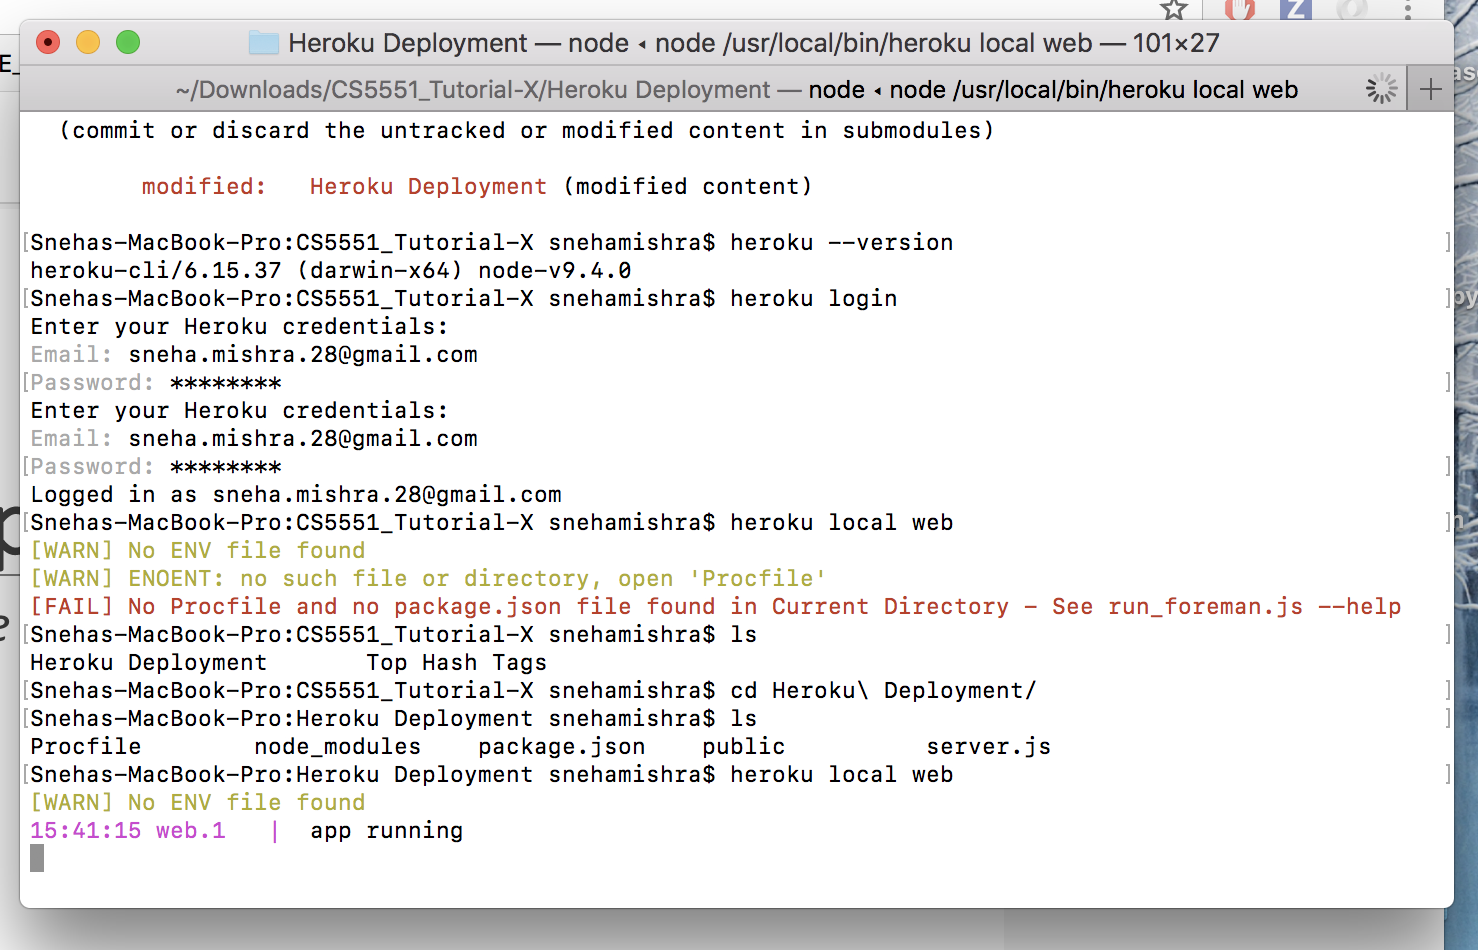 Heroku Deployment — node ◂ node /usr/local/bin/heroku local web — 101×27
~/Downloads/CS5551_Tutorial-X/Heroku Deployment — node ◂ node /usr/local/bin/heroku local web
(commit or discard the untracked or modified content in submodules)
modified:   Heroku Deployment (modified content)
[Snehas-MacBook-Pro:CS5551_Tutorial-X snehamishra$ heroku --version ]
heroku-cli/6.15.37 (darwin-x64) node-v9.4.0
[Snehas-MacBook-Pro:CS5551_Tutorial-X snehamishra$ heroku login ]
Enter your Heroku credentials:
Email: sneha.mishra.28@gmail.com
[Password: ******** ]
Enter your Heroku credentials:
Email: sneha.mishra.28@gmail.com
[Password: ******** ]
Logged in as sneha.mishra.28@gmail.com
[Snehas-MacBook-Pro:CS5551_Tutorial-X snehamishra$ heroku local web ]
[WARN] No ENV file found
[WARN] ENOENT: no such file or directory, open 'Procfile'
[FAIL] No Procfile and no package.json file found in Current Directory - See run_foreman.js --help
[Snehas-MacBook-Pro:CS5551_Tutorial-X snehamishra$ ls ]
Heroku Deployment       Top Hash Tags
[Snehas-MacBook-Pro:CS5551_Tutorial-X snehamishra$ cd Heroku\ Deployment/ ]
[Snehas-MacBook-Pro:Heroku Deployment snehamishra$ ls ]
Procfile        node_modules    package.json    public          server.js
[Snehas-MacBook-Pro:Heroku Deployment snehamishra$ heroku local web ]
[WARN] No ENV file found
15:41:15 web.1   |  app running